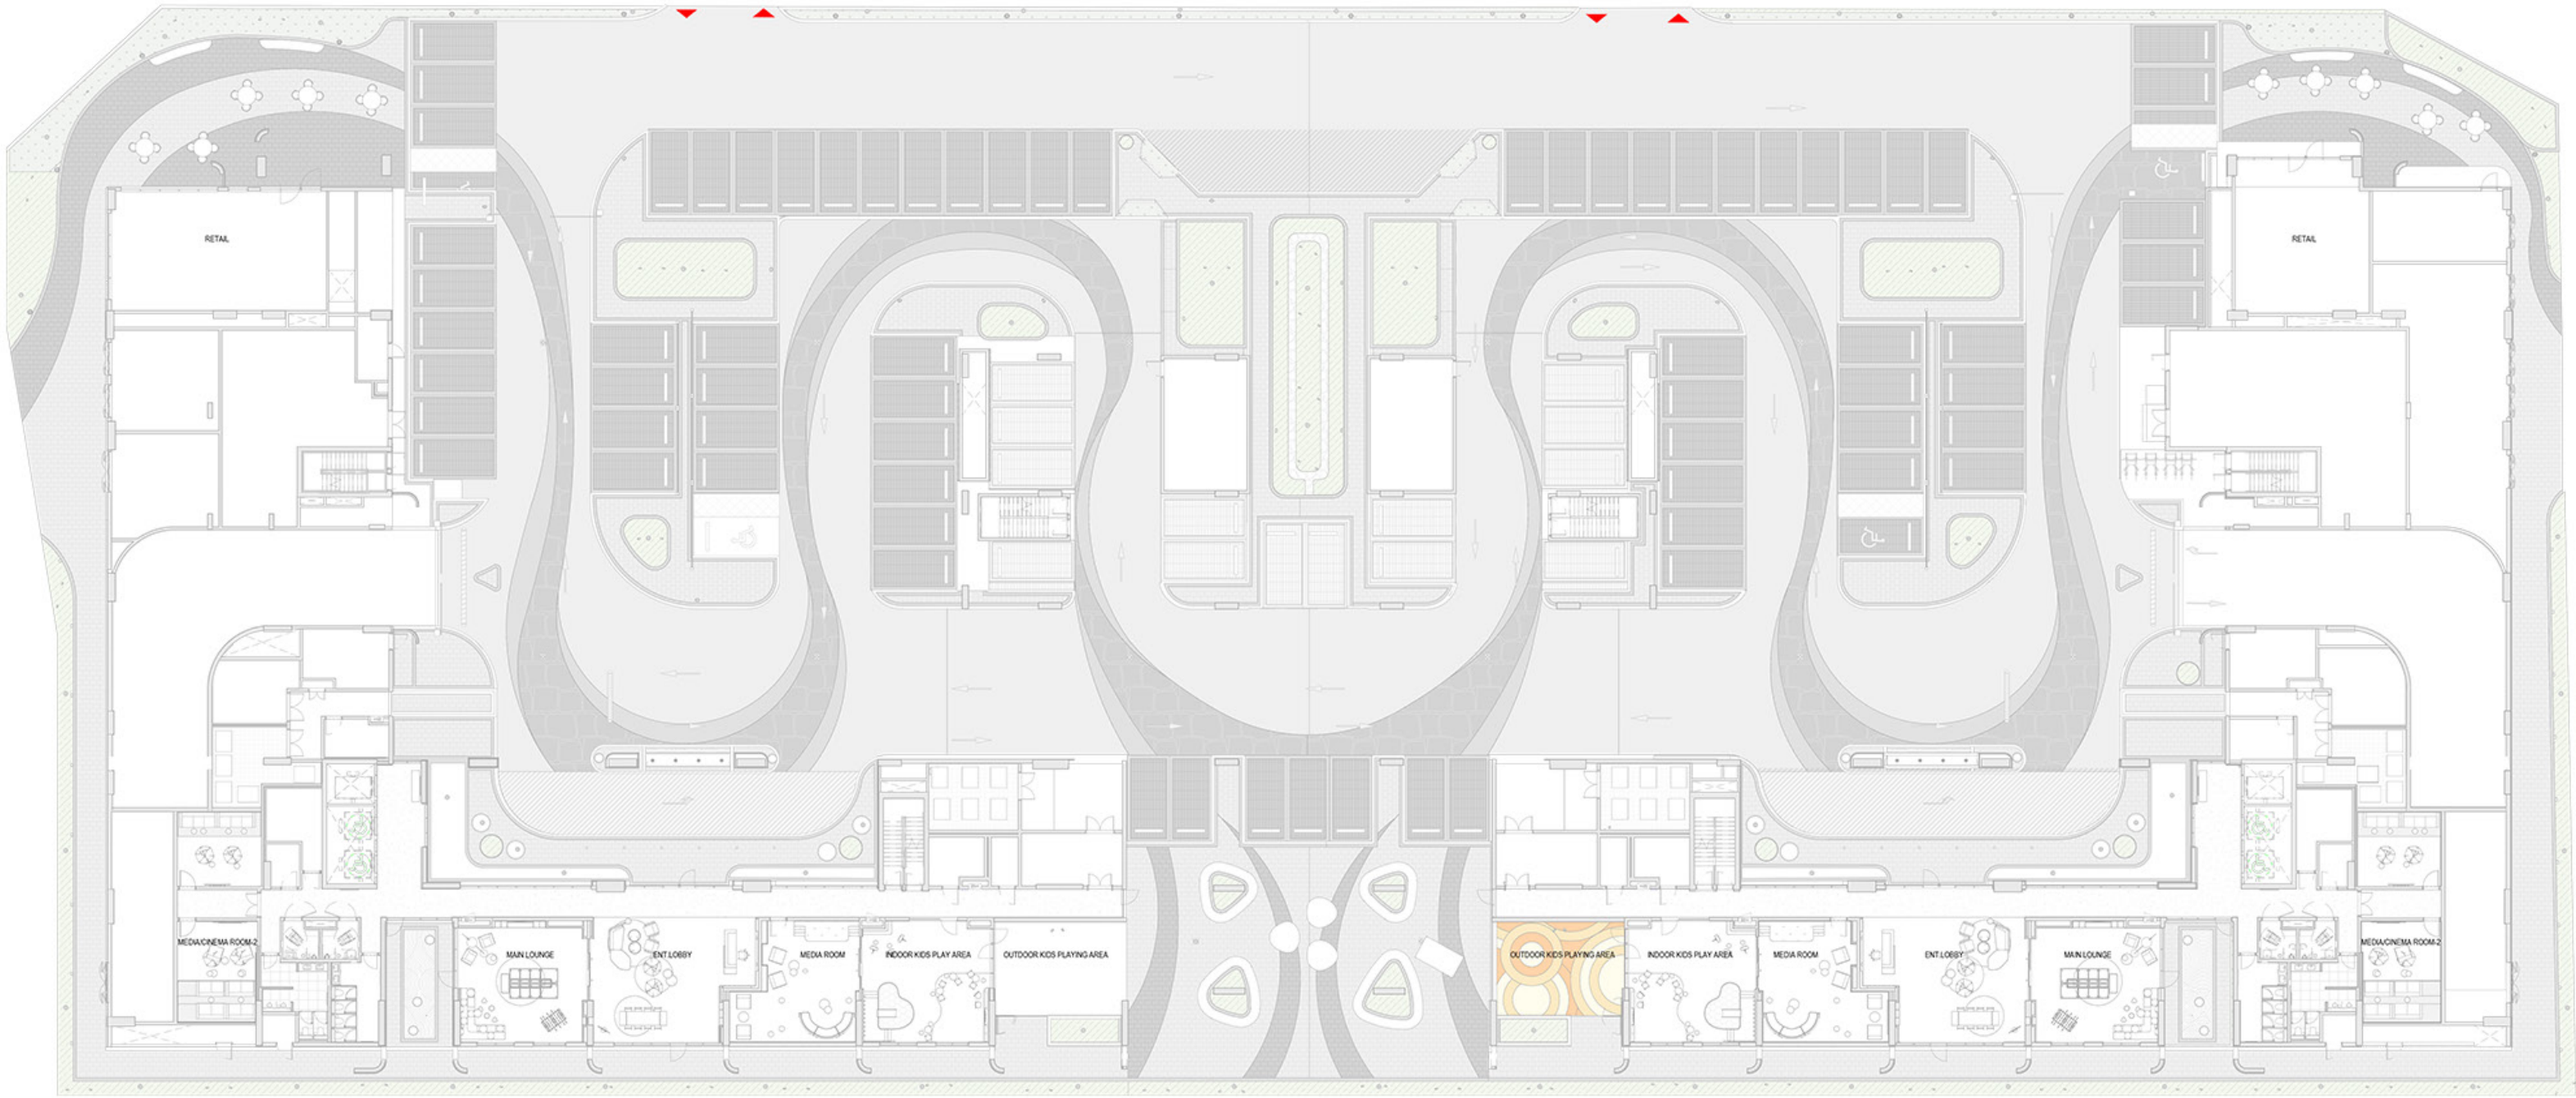 RETAIL
RETAIL
MEDIA/CINEMA ROOM-2
MAIN LOUNGE
ENT.LOBBY
MEDIA ROOM
INDOOR KIDS PLAY AREA
OUTDOOR KIDS PLAYING AREA
OUTDOOR KIDS PLAYING AREA
INDOOR KIDS PLAY AREA
MEDIA ROOM
ENT.LOBBY
MAIN LOUNGE
MEDIA/CINEMA ROOM-2